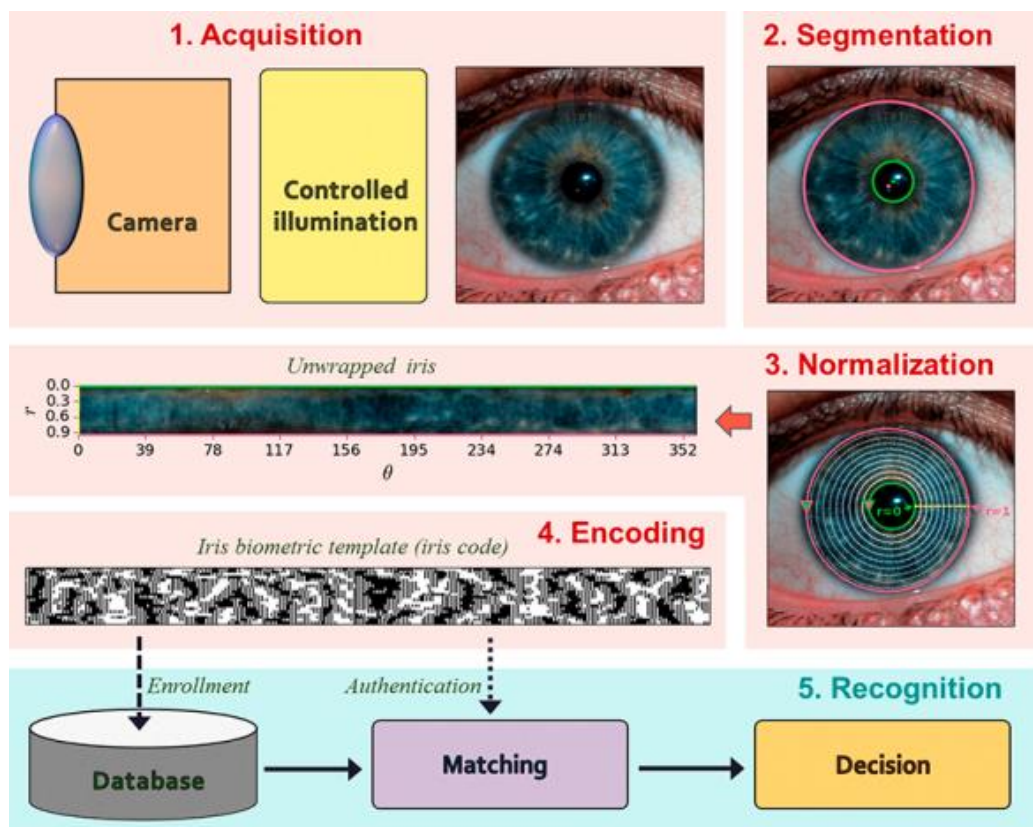 1. Acquisition
Camera
Controlled
illumination
2. Segmentation
Unwrapped iris
r
0.0
0.3
0.6
0.9
0 39 78 117 156 195 234 274 313 352
θ
3. Normalization
r=0
r=1
4. Encoding
Iris biometric template (iris code)
Enrollment
Authentication
5. Recognition
Database
Matching
Decision